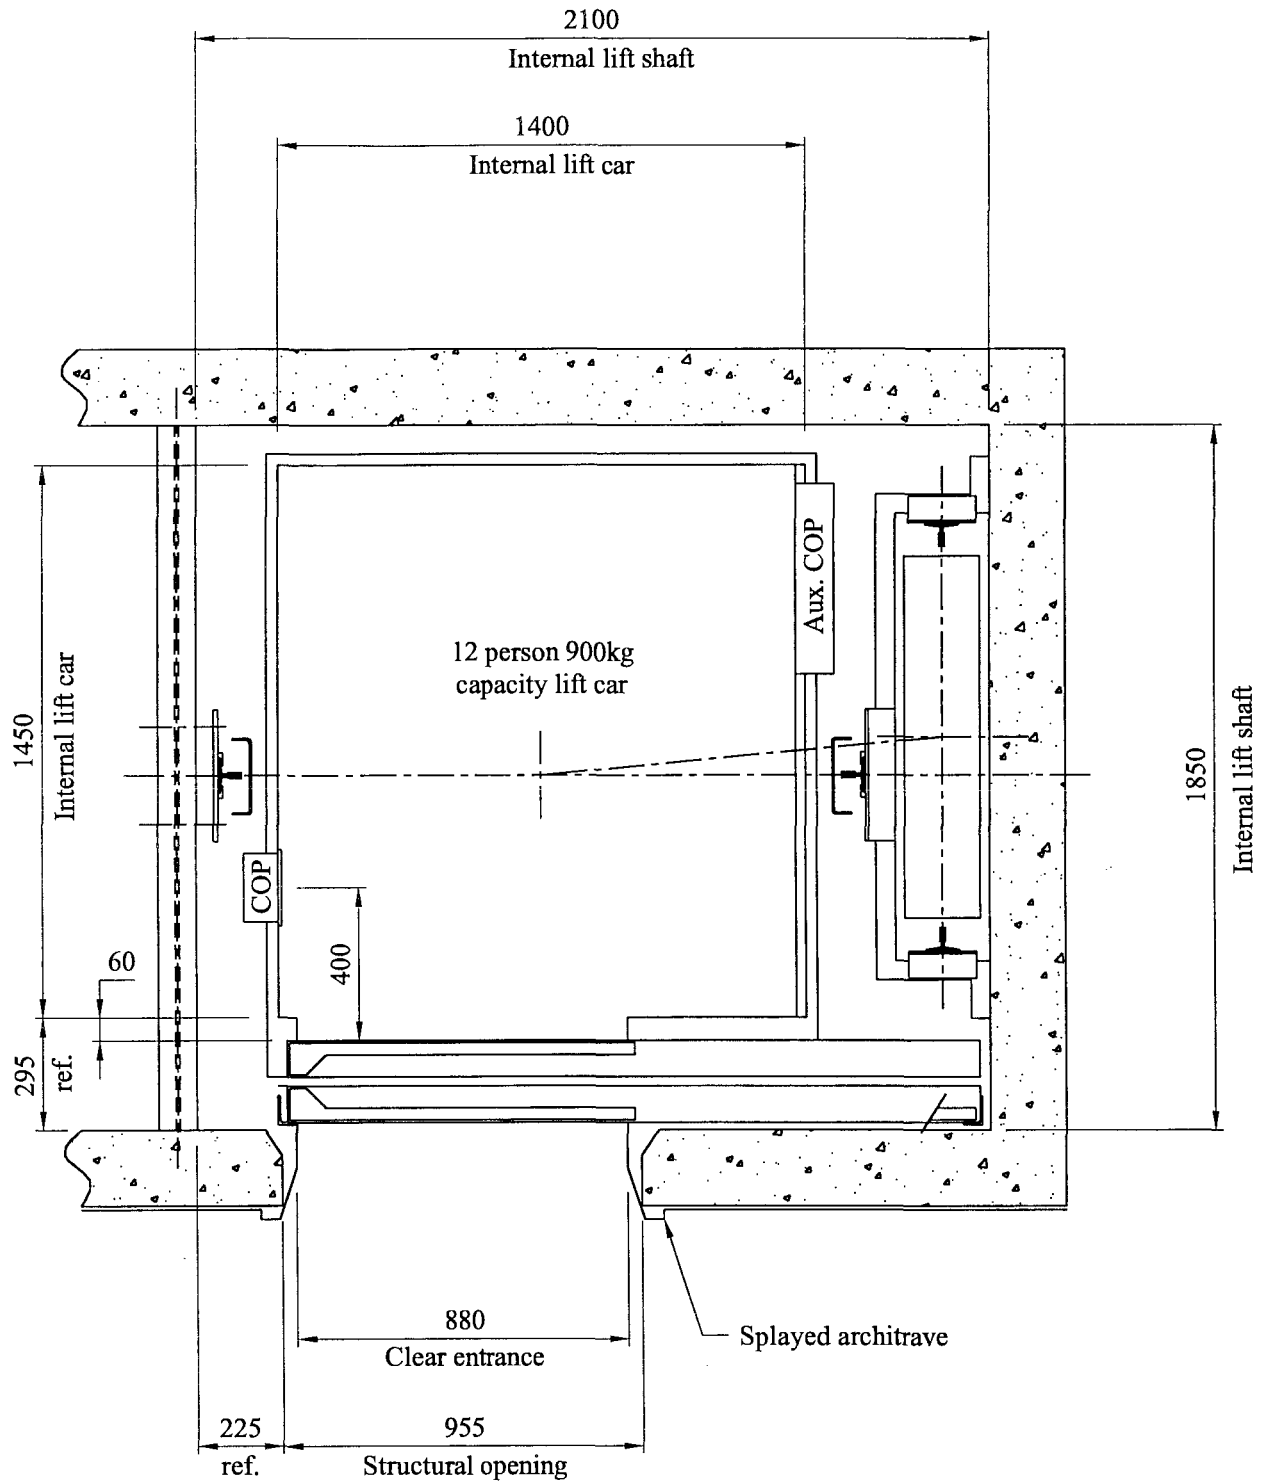 2100
Internal lift shaft
1400
Internal lift car
12 person 900kg
capacity lift car
Aux. COP
COP
1450
Internal lift car
1850
Internal lift shaft
400
60
295
ref.
880
Clear entrance
Splayed architrave
225
ref.
955
Structural opening